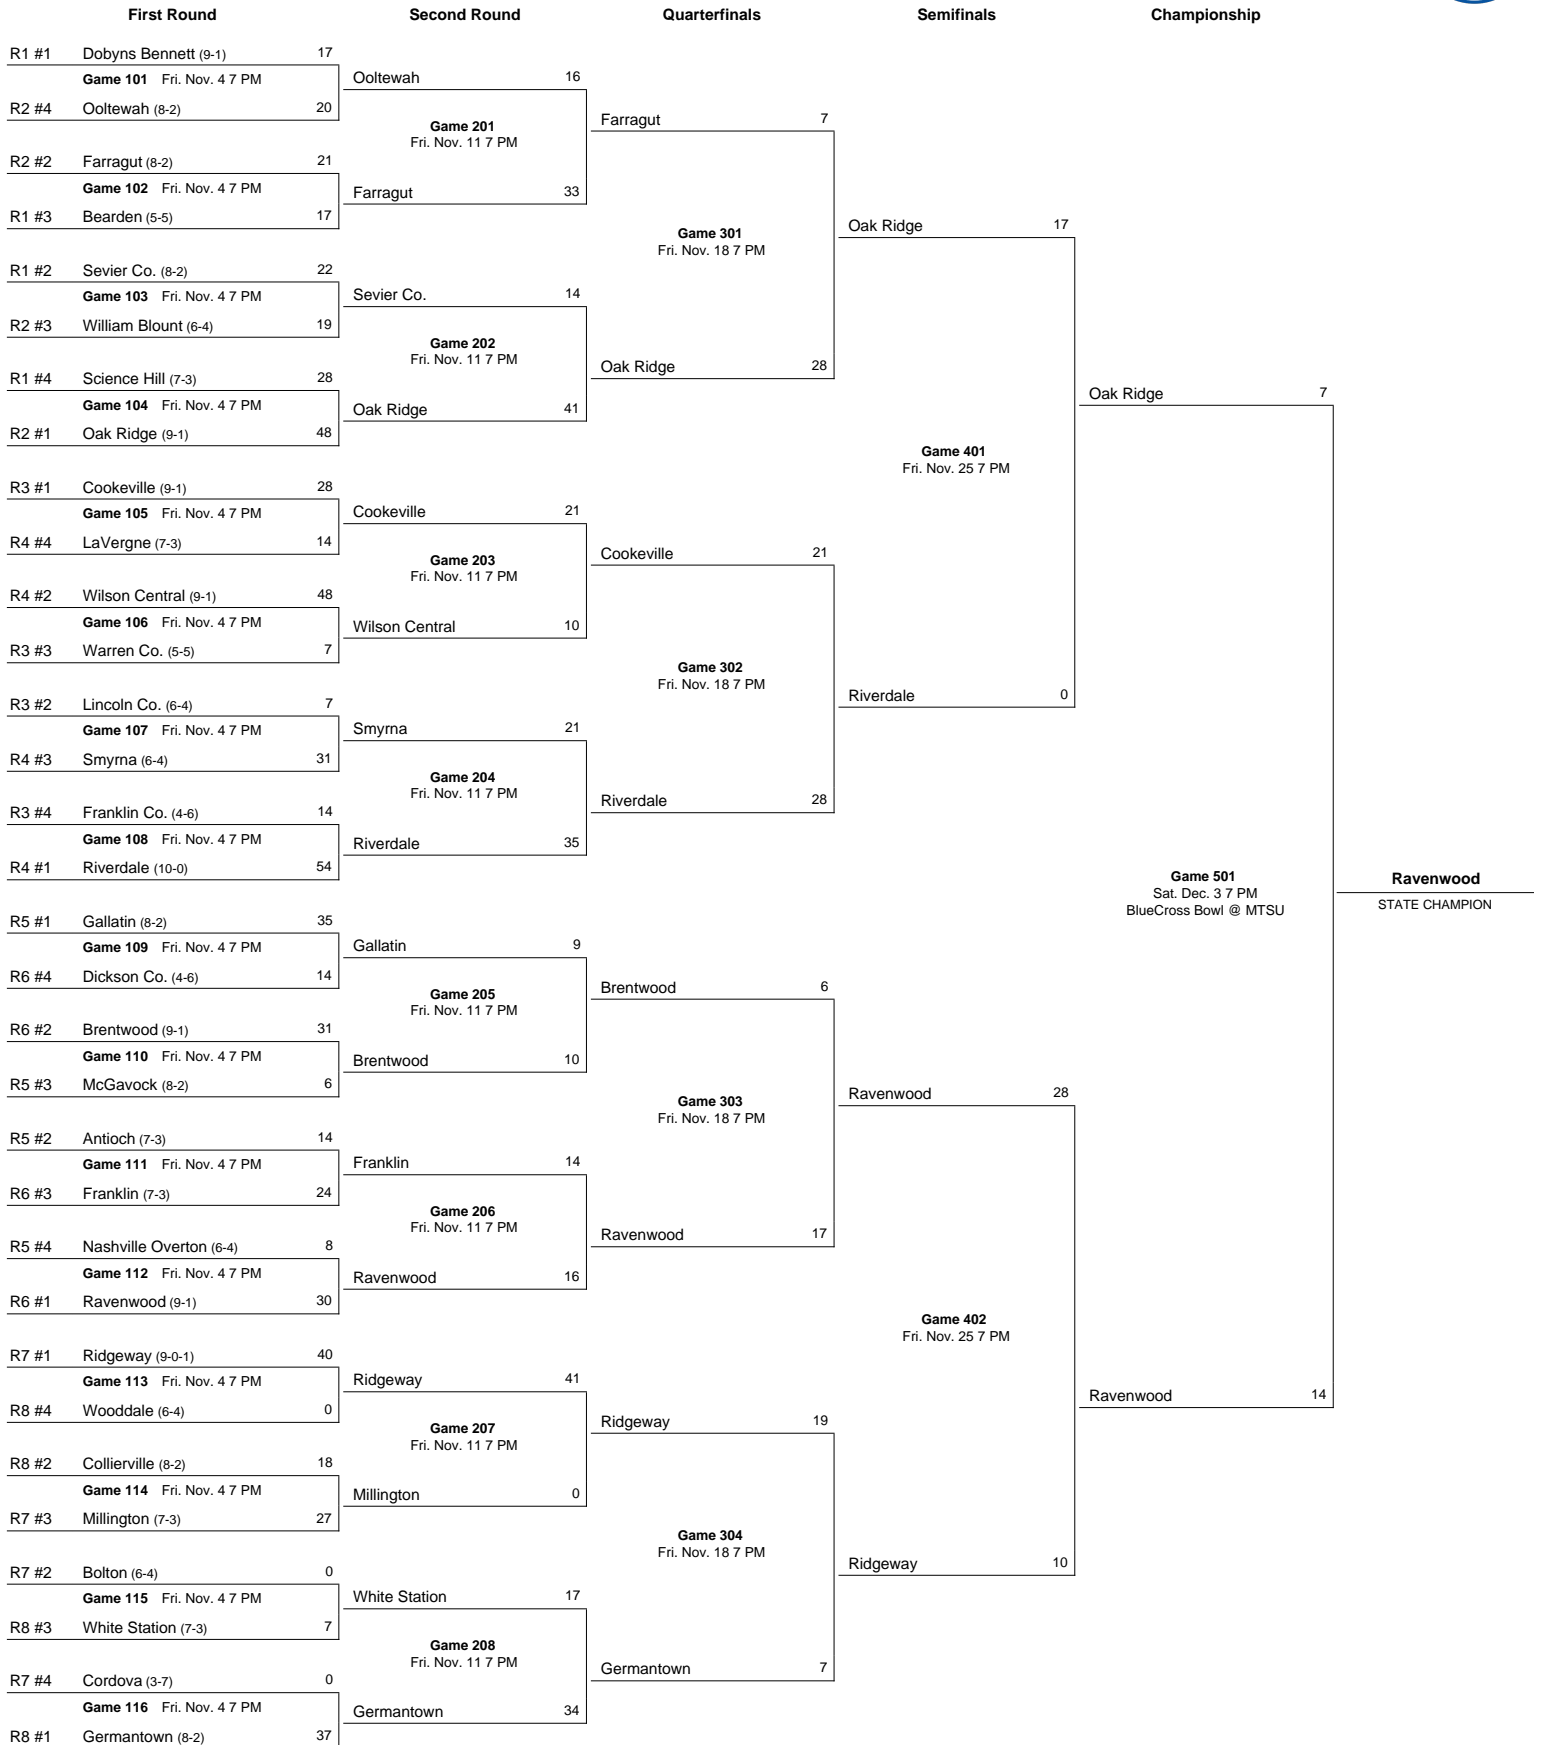 First Round Second Round Quarterfinals Semifinals Championship
R1 #1 Dobyns Bennett (9-1) 17
Game 101 Fri. Nov. 4 7 PM
R2 #4 Ooltewah (8-2) 20
R2 #2 Farragut (8-2) 21
Game 102 Fri. Nov. 4 7 PM
R1 #3 Bearden (5-5) 17
R1 #2 Sevier Co. (8-2) 22
Game 103 Fri. Nov. 4 7 PM
R2 #3 William Blount (6-4) 19
R1 #4 Science Hill (7-3) 28
Game 104 Fri. Nov. 4 7 PM
R2 #1 Oak Ridge (9-1) 48
R3 #1 Cookeville (9-1) 28
Game 105 Fri. Nov. 4 7 PM
R4 #4 LaVergne (7-3) 14
R4 #2 Wilson Central (9-1) 48
Game 106 Fri. Nov. 4 7 PM
R3 #3 Warren Co. (5-5) 7
R3 #2 Lincoln Co. (6-4) 7
Game 107 Fri. Nov. 4 7 PM
R4 #3 Smyrna (6-4) 31
R3 #4 Franklin Co. (4-6) 14
Game 108 Fri. Nov. 4 7 PM
R4 #1 Riverdale (10-0) 54
R5 #1 Gallatin (8-2) 35
Game 109 Fri. Nov. 4 7 PM
R6 #4 Dickson Co. (4-6) 14
R6 #2 Brentwood (9-1) 31
Game 110 Fri. Nov. 4 7 PM
R5 #3 McGavock (8-2) 6
R5 #2 Antioch (7-3) 14
Game 111 Fri. Nov. 4 7 PM
R6 #3 Franklin (7-3) 24
R5 #4 Nashville Overton (6-4) 8
Game 112 Fri. Nov. 4 7 PM
R6 #1 Ravenwood (9-1) 30
R7 #1 Ridgeway (9-0-1) 40
Game 113 Fri. Nov. 4 7 PM
R8 #4 Wooddale (6-4) 0
R8 #2 Collierville (8-2) 18
Game 114 Fri. Nov. 4 7 PM
R7 #3 Millington (7-3) 27
R7 #2 Bolton (6-4) 0
Game 115 Fri. Nov. 4 7 PM
R8 #3 White Station (7-3) 7
R7 #4 Cordova (3-7) 0
Game 116 Fri. Nov. 4 7 PM
R8 #1 Germantown (8-2) 37
Ooltewah 16
Game 201
Fri. Nov. 11 7 PM
Farragut 33
Sevier Co. 14
Game 202
Fri. Nov. 11 7 PM
Oak Ridge 41
Cookeville 21
Game 203
Fri. Nov. 11 7 PM
Wilson Central 10
Smyrna 21
Game 204
Fri. Nov. 11 7 PM
Riverdale 35
Gallatin 9
Game 205
Fri. Nov. 11 7 PM
Brentwood 10
Franklin 14
Game 206
Fri. Nov. 11 7 PM
Ravenwood 16
Ridgeway 41
Game 207
Fri. Nov. 11 7 PM
Millington 0
White Station 17
Game 208
Fri. Nov. 11 7 PM
Germantown 34
Farragut 7
Game 301
Fri. Nov. 18 7 PM
Oak Ridge 28
Cookeville 21
Game 302
Fri. Nov. 18 7 PM
Riverdale 28
Brentwood 6
Game 303
Fri. Nov. 18 7 PM
Ravenwood 17
Ridgeway 19
Game 304
Fri. Nov. 18 7 PM
Germantown 7
Oak Ridge 17
Game 401
Fri. Nov. 25 7 PM
Riverdale 0
Ravenwood 28
Game 402
Fri. Nov. 25 7 PM
Ridgeway 10
Oak Ridge 7
Game 501
Sat. Dec. 3 7 PM
BlueCross Bowl @ MTSU
Ravenwood 14
Ravenwood
STATE CHAMPION